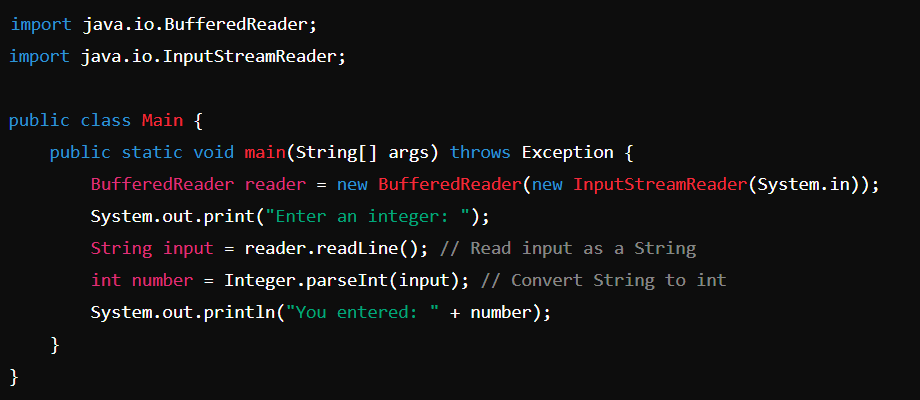 import java.io.BufferedReader;
import java.io.InputStreamReader;
public class Main {
public static void main(String[] args) throws Exception {
BufferedReader reader = new BufferedReader(new InputStreamReader(System.in));
System.out.print("Enter an integer: ");
String input = reader.readLine(); // Read input as a String
int number = Integer.parseInt(input); // Convert String to int
System.out.println("You entered: " + number);
}
}